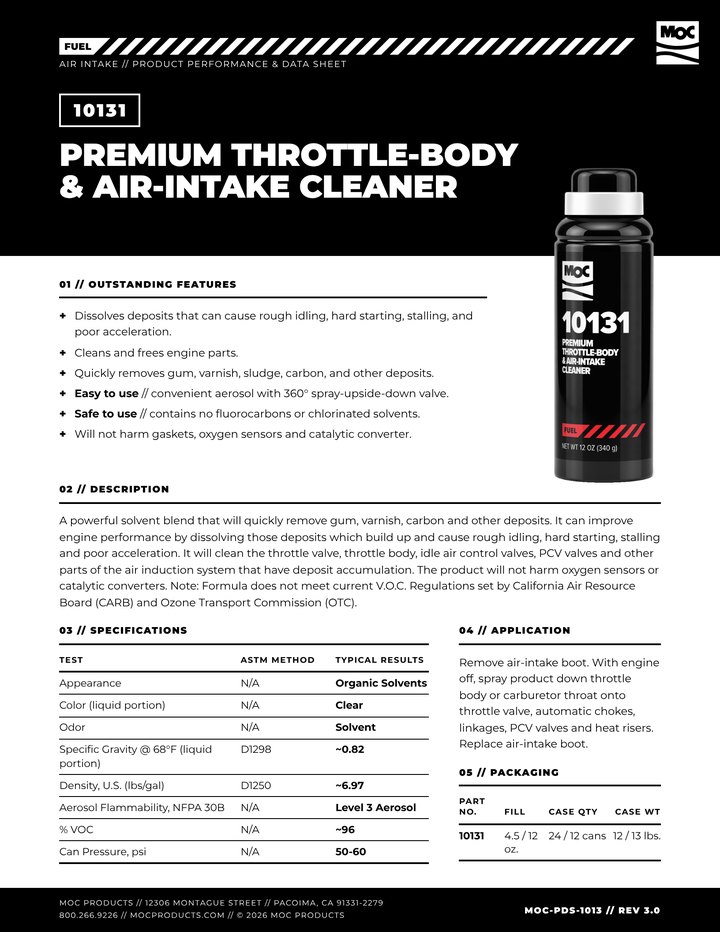 FUEL
MOC
AIR INTAKE // PRODUCT PERFORMANCE & DATA SHEET
10131
PREMIUM THROTTLE-BODY
& AIR-INTAKE CLEANER
MOC
10131
PREMIUM
THROTTLE-BODY
& AIR-INTAKE
CLEANER
FUEL
NET WT 12 OZ (340 g)
01 // OUTSTANDING FEATURES
+ Dissolves deposits that can cause rough idling, hard starting, stalling, and
poor acceleration.
+ Cleans and frees engine parts.
+ Quickly removes gum, varnish, sludge, carbon, and other deposits.
+ Easy to use // convenient aerosol with 360° spray-upside-down valve.
+ Safe to use // contains no fluorocarbons or chlorinated solvents.
+ Will not harm gaskets, oxygen sensors and catalytic converter.
02 // DESCRIPTION
A powerful solvent blend that will quickly remove gum, varnish, carbon and other deposits. It can improve
engine performance by dissolving those deposits which build up and cause rough idling, hard starting, stalling
and poor acceleration. It will clean the throttle valve, throttle body, idle air control valves, PCV valves and other
parts of the air induction system that have deposit accumulation. The product will not harm oxygen sensors or
catalytic converters. Note: Formula does not meet current V.O.C. Regulations set by California Air Resource
Board (CARB) and Ozone Transport Commission (OTC).
03 // SPECIFICATIONS
TEST ASTM METHOD TYPICAL RESULTS
Appearance N/A Organic Solvents
Color (liquid portion) N/A Clear
Odor N/A Solvent
Specific Gravity @ 68°F (liquid D1298 ~0.82
portion)
Density, U.S. (lbs/gal) D1250 ~6.97
Aerosol Flammability, NFPA 30B N/A Level 3 Aerosol
% VOC N/A ~96
Can Pressure, psi N/A 50-60
04 // APPLICATION
Remove air-intake boot. With engine
off, spray product down throttle
body or carburetor throat onto
throttle valve, automatic chokes,
linkages, PCV valves and heat risers.
Replace air-intake boot.
05 // PACKAGING
PART
NO. FILL CASE QTY CASE WT
10131 4.5 / 12 24 / 12 cans 12 / 13 lbs.
oz.
MOC PRODUCTS // 12306 MONTAGUE STREET // PACOIMA, CA 91331-2279
800.266.9226 // MOCPRODUCTS.COM // © 2026 MOC PRODUCTS
MOC-PDS-1013 // REV 3.0